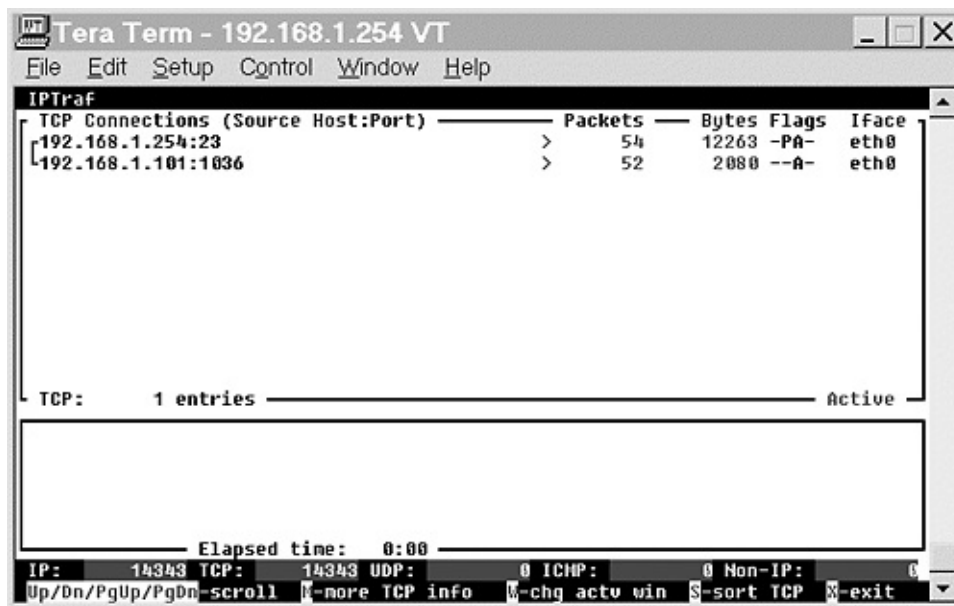 Tera Term - 192.168.1.254 VT
File Edit Setup Control Window Help
IPTraf
TCP Connections (Source Host:Port) Packets Bytes Flags Iface
192.168.1.254:23 > 54 12263 -PA- eth0
192.168.1.101:1036 > 52 2080 --A- eth0
TCP: 1 entries Active
Elapsed time: 0:00
IP: 14343 TCP: 14343 UDP: 0 ICMP: 0 Non-IP: 0
Up/Dn/PgUp/PgDn-scroll M-more TCP info W-chg actv win S-sort TCP X-exit